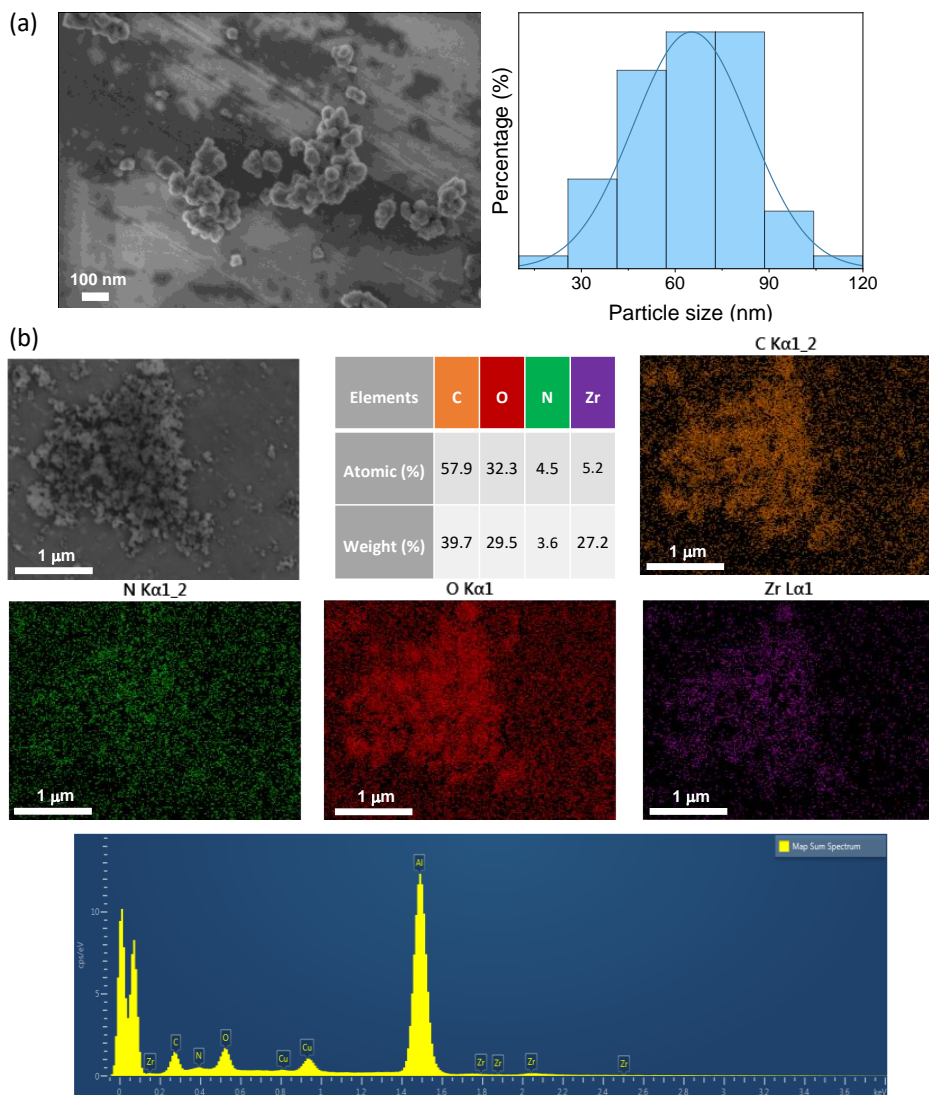 (a)
100 nm
Percentage (%)
30 60 90 120
Particle size (nm)
(b)
1 μm
Elements C O N Zr
Atomic (%) 57.9 32.3 4.5 5.2
Weight (%) 39.7 29.5 3.6 27.2
C Kα1_2
1 μm
N Kα1_2
1 μm
O Kα1
1 μm
Zr Lα1
1 μm
Map Sum Spectrum
cps/eV
10
5
0
Zr C N O Cu Cu Al Zr Zr Zr Zr
0 0.2 0.4 0.6 0.8 1 1.2 1.4 1.6 1.8 2 2.2 2.4 2.6 2.8 3 3.2 3.4 3.6 keV